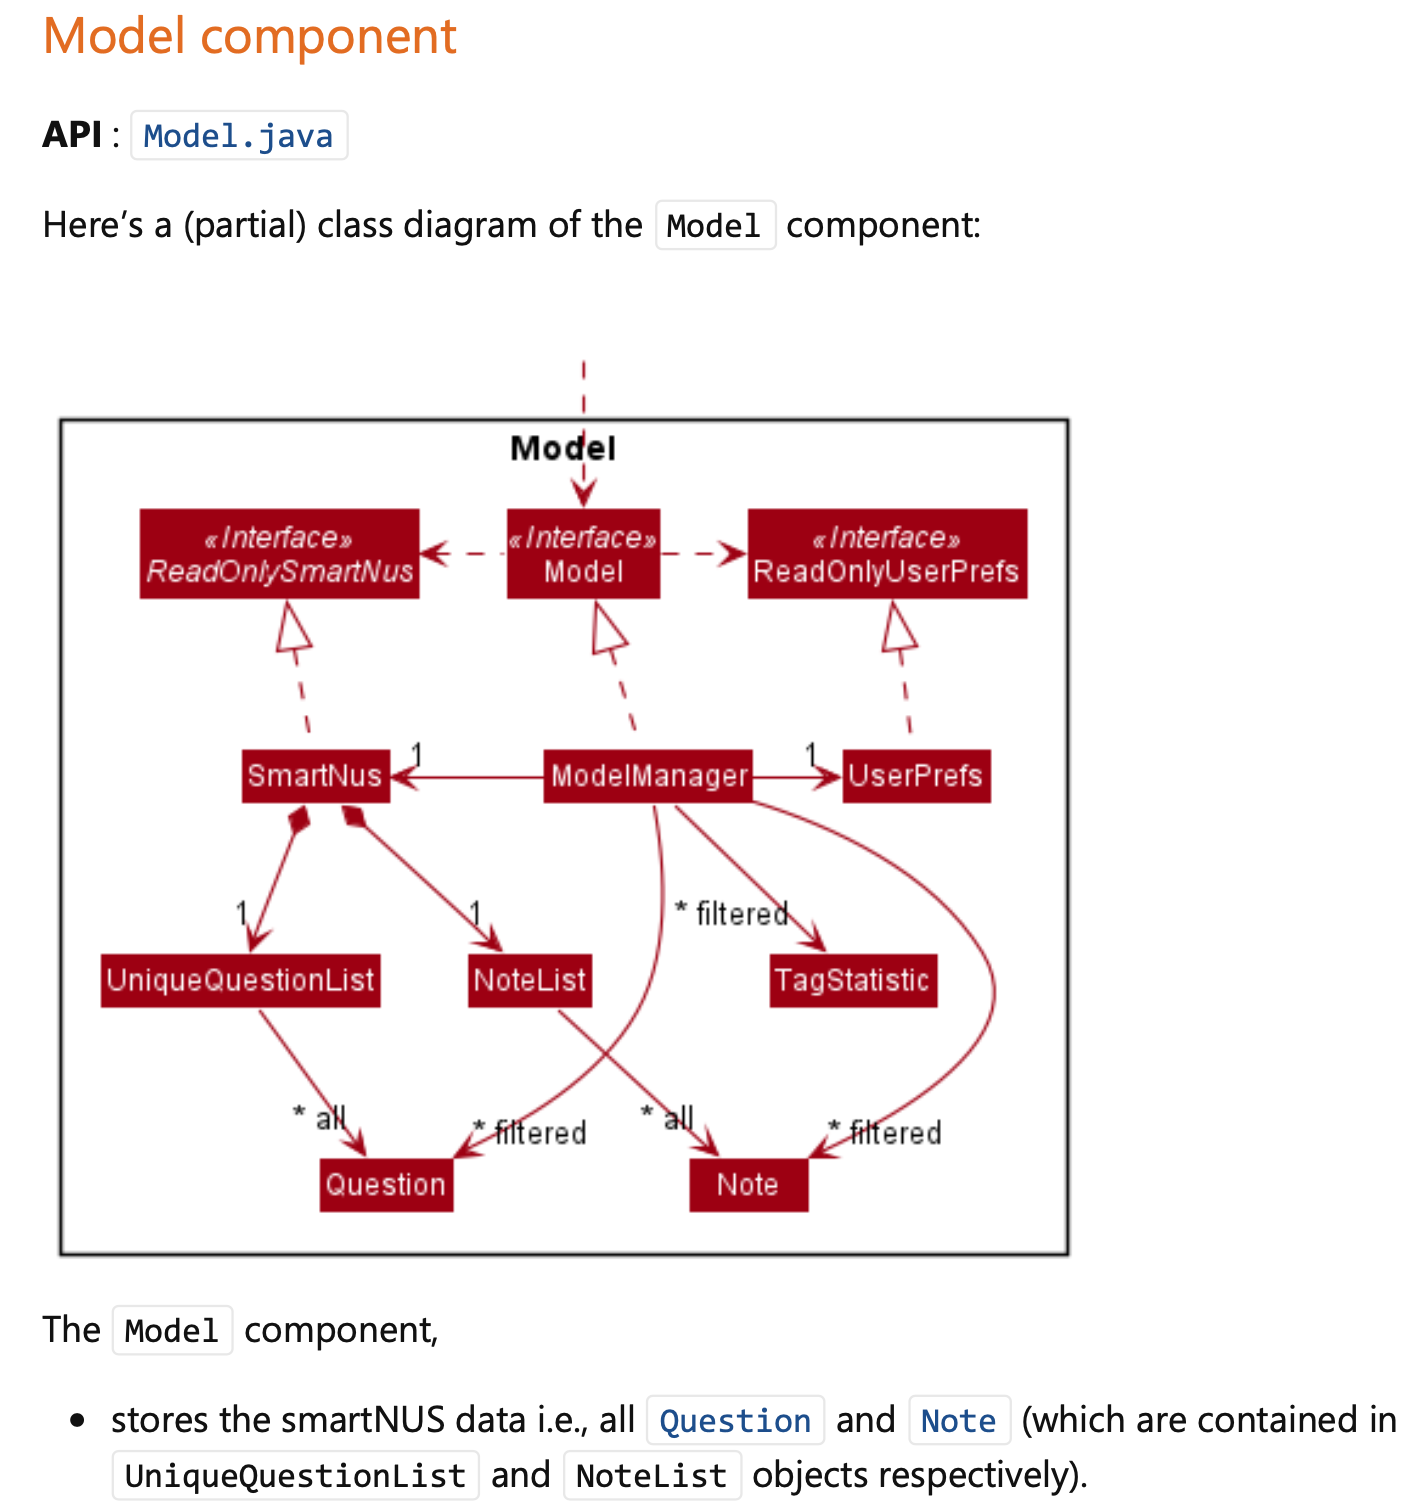 Model component
API : Model.java
Here’s a (partial) class diagram of the Model component:
Model
«Interface»
ReadOnlySmartNus
«Interface»
Model
«Interface»
ReadOnlyUserPrefs
SmartNus
1
ModelManager
1
UserPrefs
1
1
* filtered
UniqueQuestionList
NoteList
TagStatistic
* all
* filtered
* all
* filtered
Question
Note
The Model component,
• stores the smartNUS data i.e., all Question and Note (which are contained in
UniqueQuestionList and NoteList objects respectively).